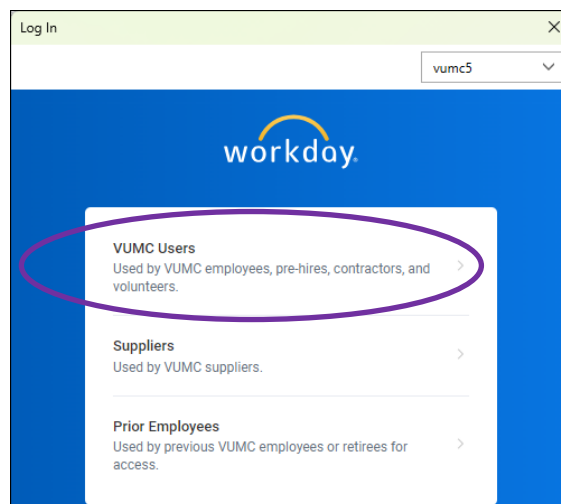 Log In
vumc5
workday.
VUMC Users
Used by VUMC employees, pre-hires, contractors, and
volunteers.
Suppliers
Used by VUMC suppliers.
Prior Employees
Used by previous VUMC employees or retirees for
access.